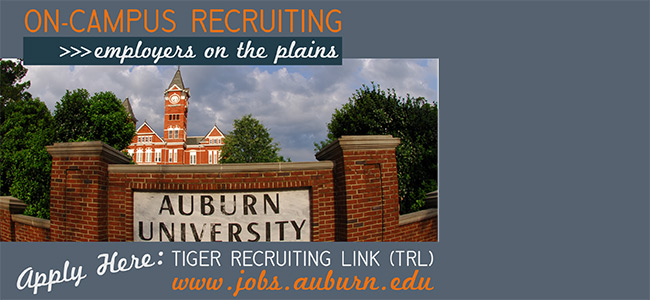 ON-CAMPUS RECRUITING
>>>employers on the plains
AUBURN
UNIVERSITY
Apply Here: TIGER RECRUITING LINK (TRL)
www.jobs.auburn.edu